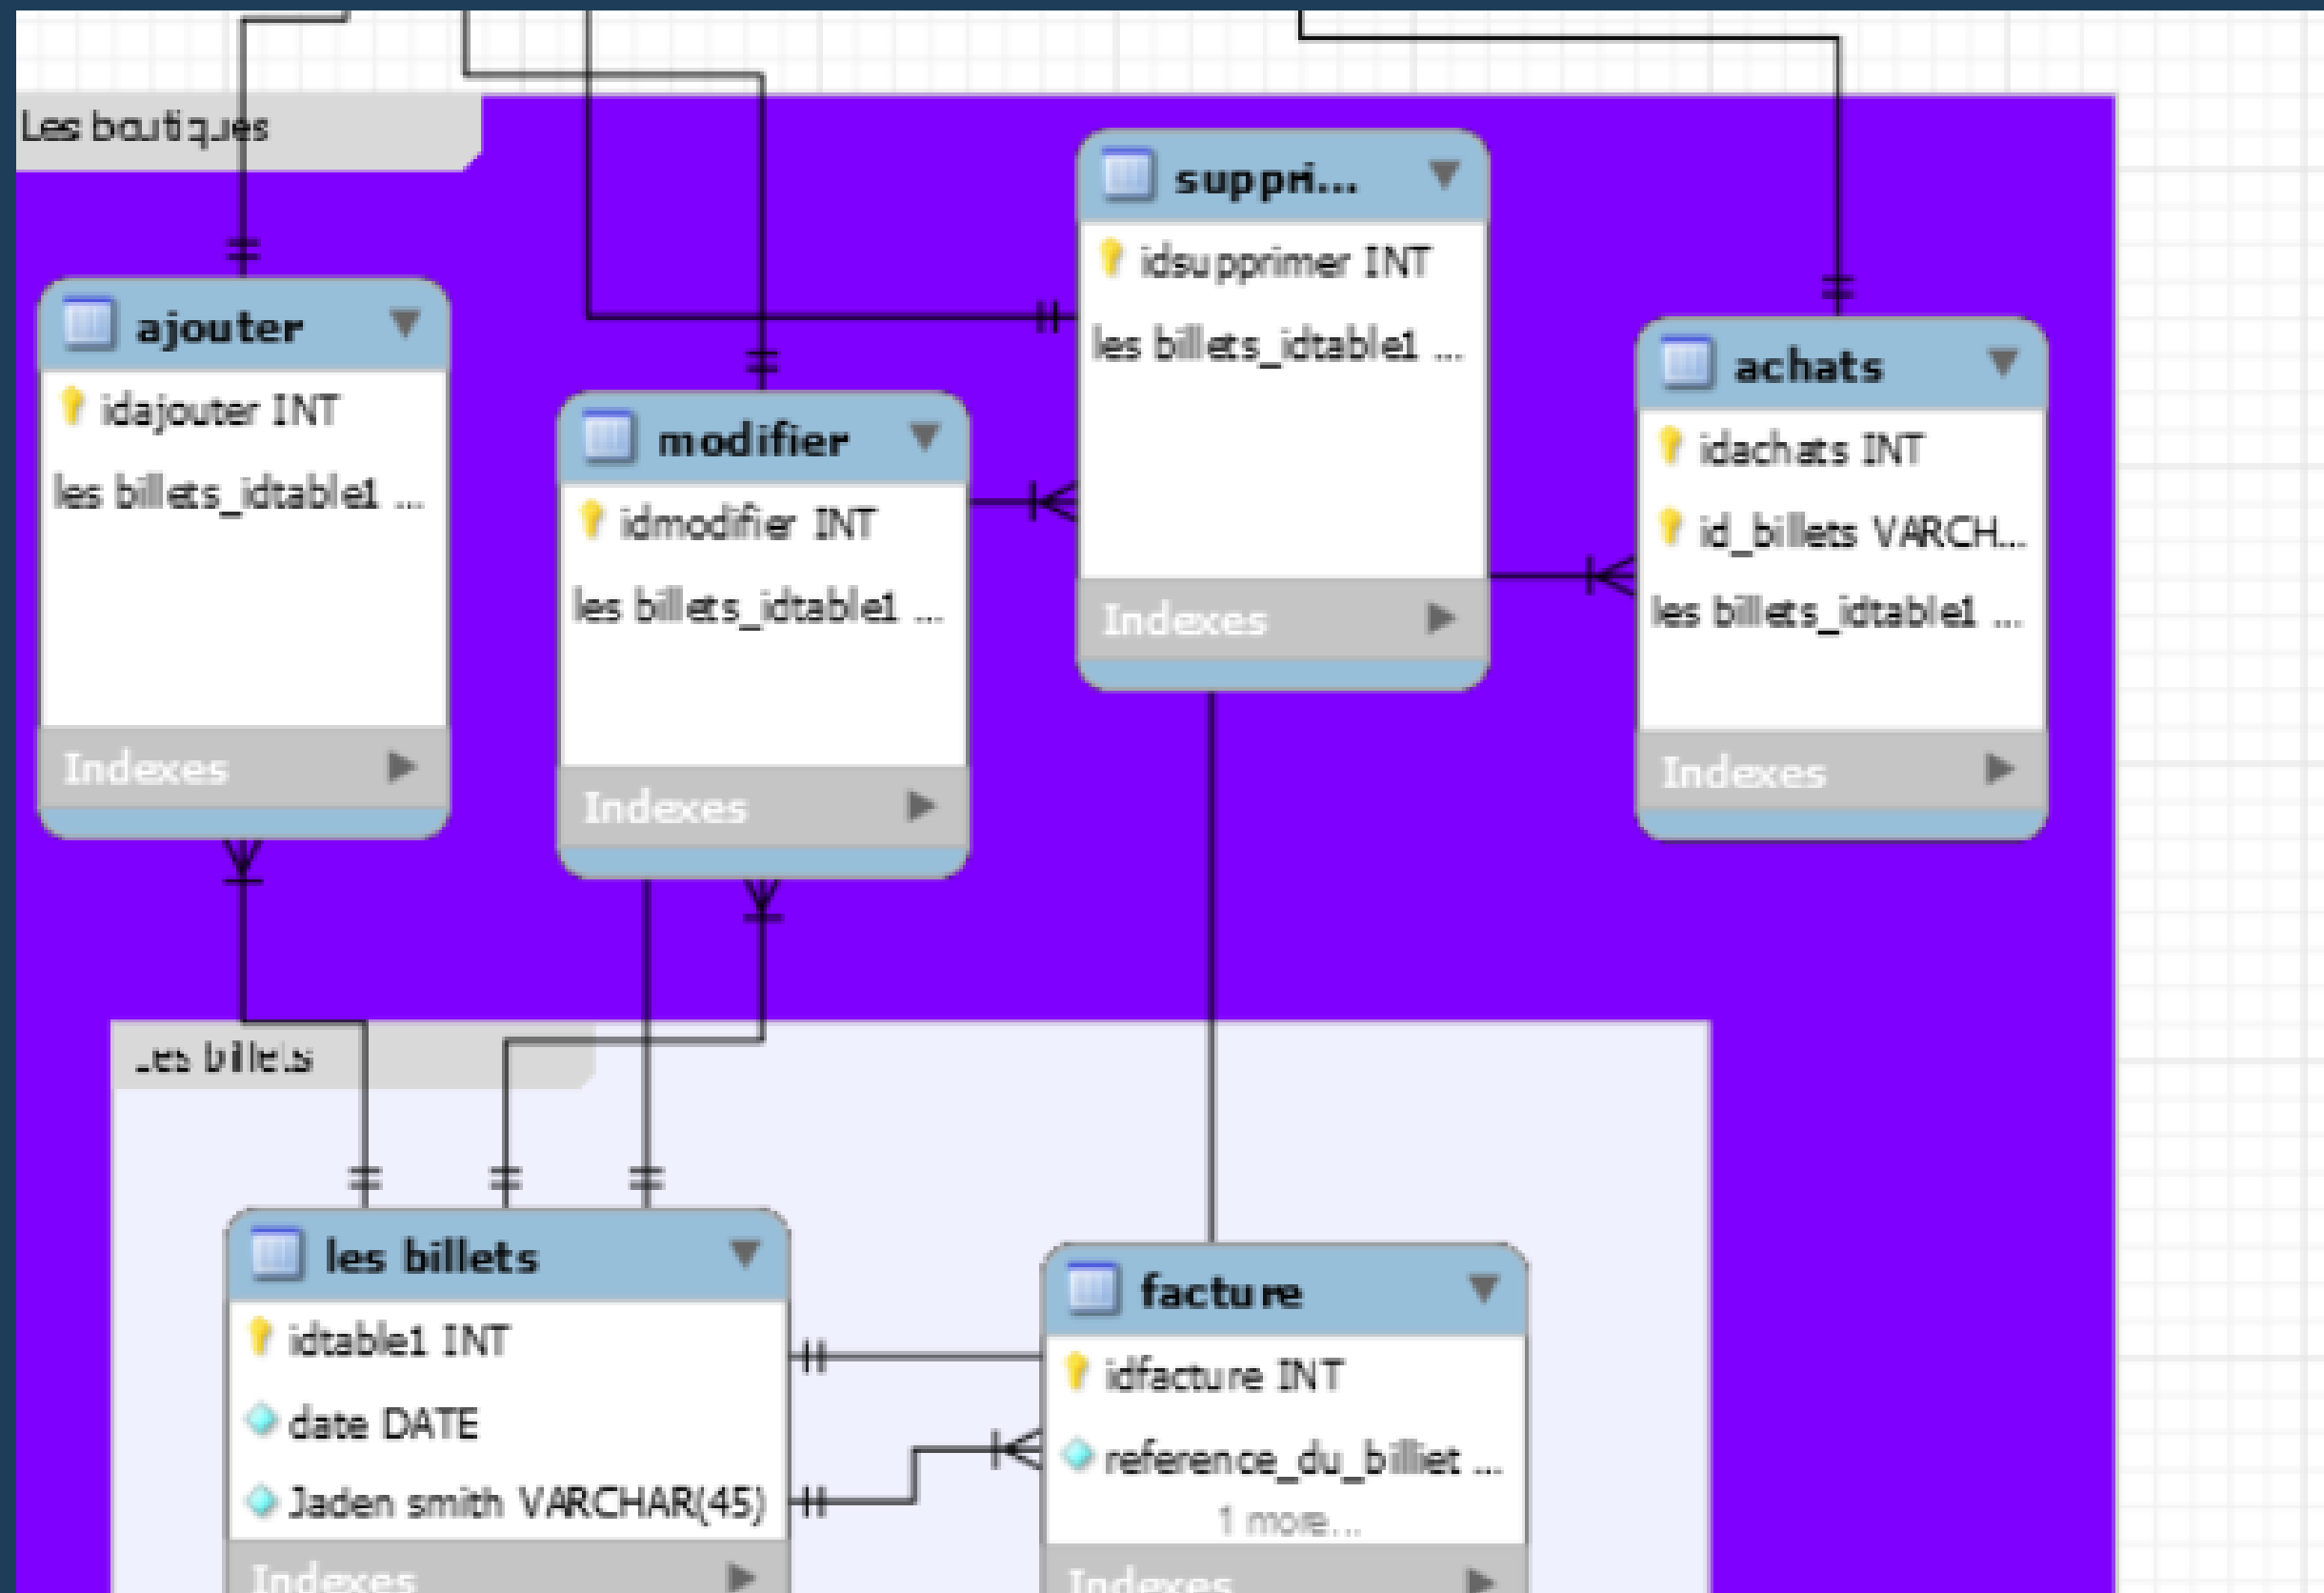 Les boutiques
suppri...
idsupprimer INT
les billets_idtable1 ...
Indexes
ajouter
idajouter INT
les billets_idtable1 ...
Indexes
modifier
idmodifier INT
les billets_idtable1 ...
Indexes
achats
idachats INT
id_billets VARCH...
les billets_idtable1 ...
Indexes
Les billets
les billets
idtable1 INT
date DATE
Jaden smith VARCHAR(45)
Indexes
facture
idfacture INT
reference_du_billiet ...
1 more...
Indexes